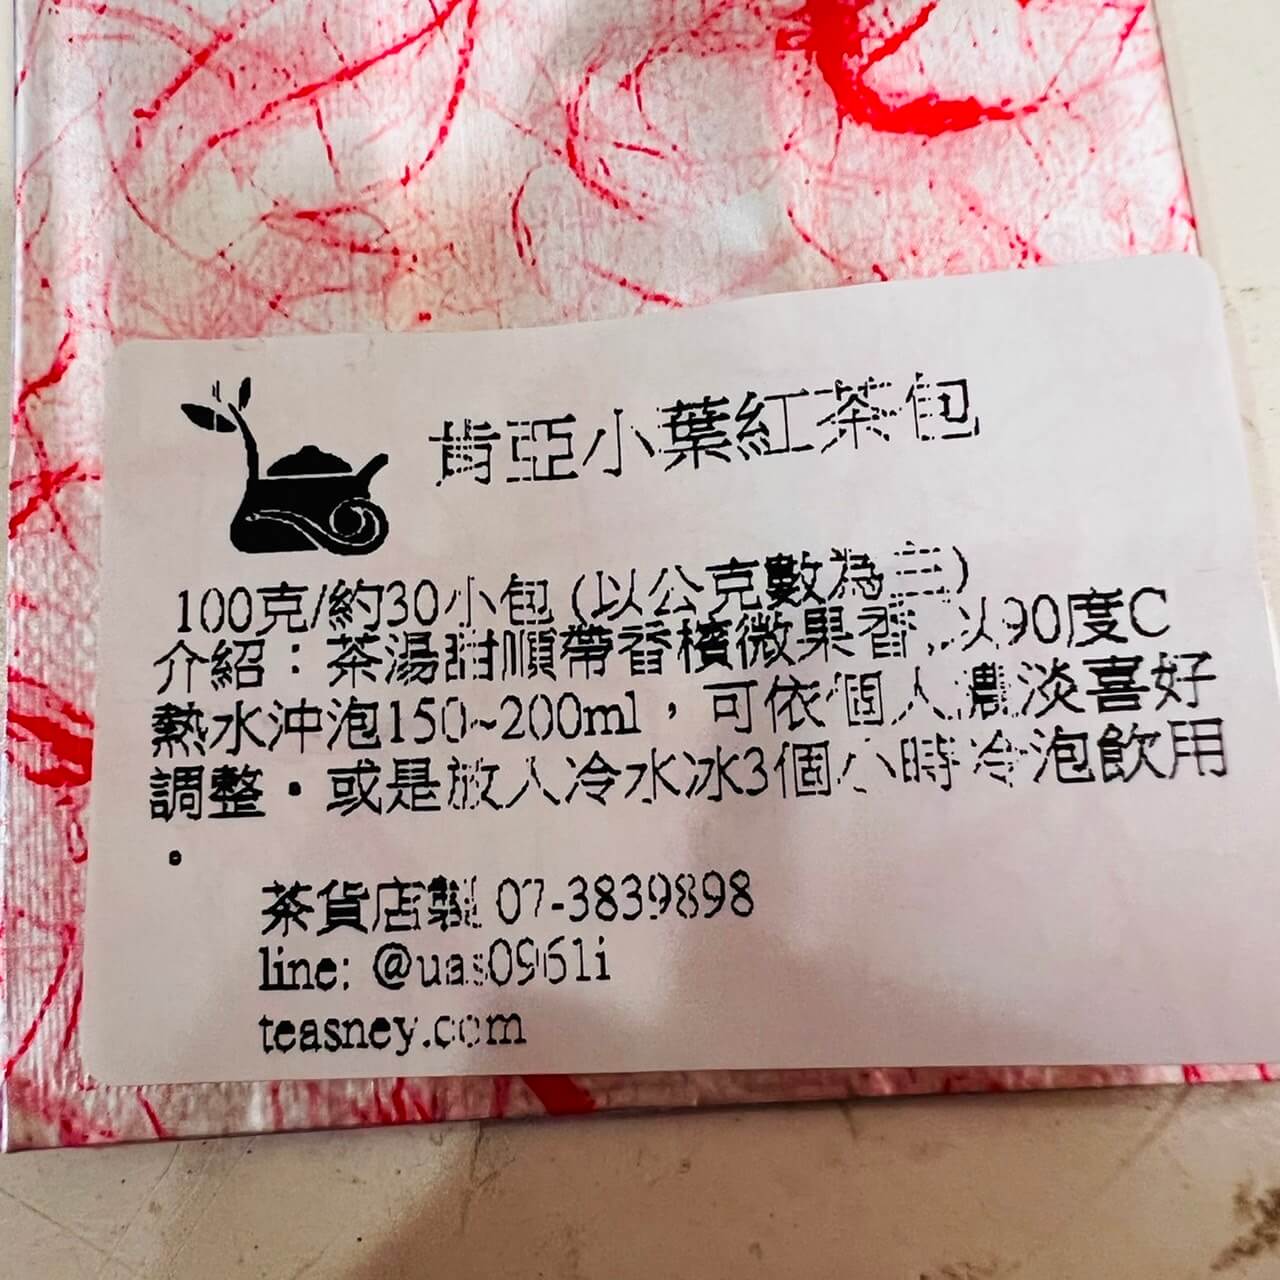 肯亞小葉紅茶包
100克/約30小包 (以公克數為主)
介紹：茶湯甜順帶香檳微果香,以90度C
熱水沖泡150~200ml，可依個人濃淡喜好
調整。或是放入冷水冰3個小時冷泡飲用
。
茶貨店製 07-3839898
line: @uas0961i
teasney.com